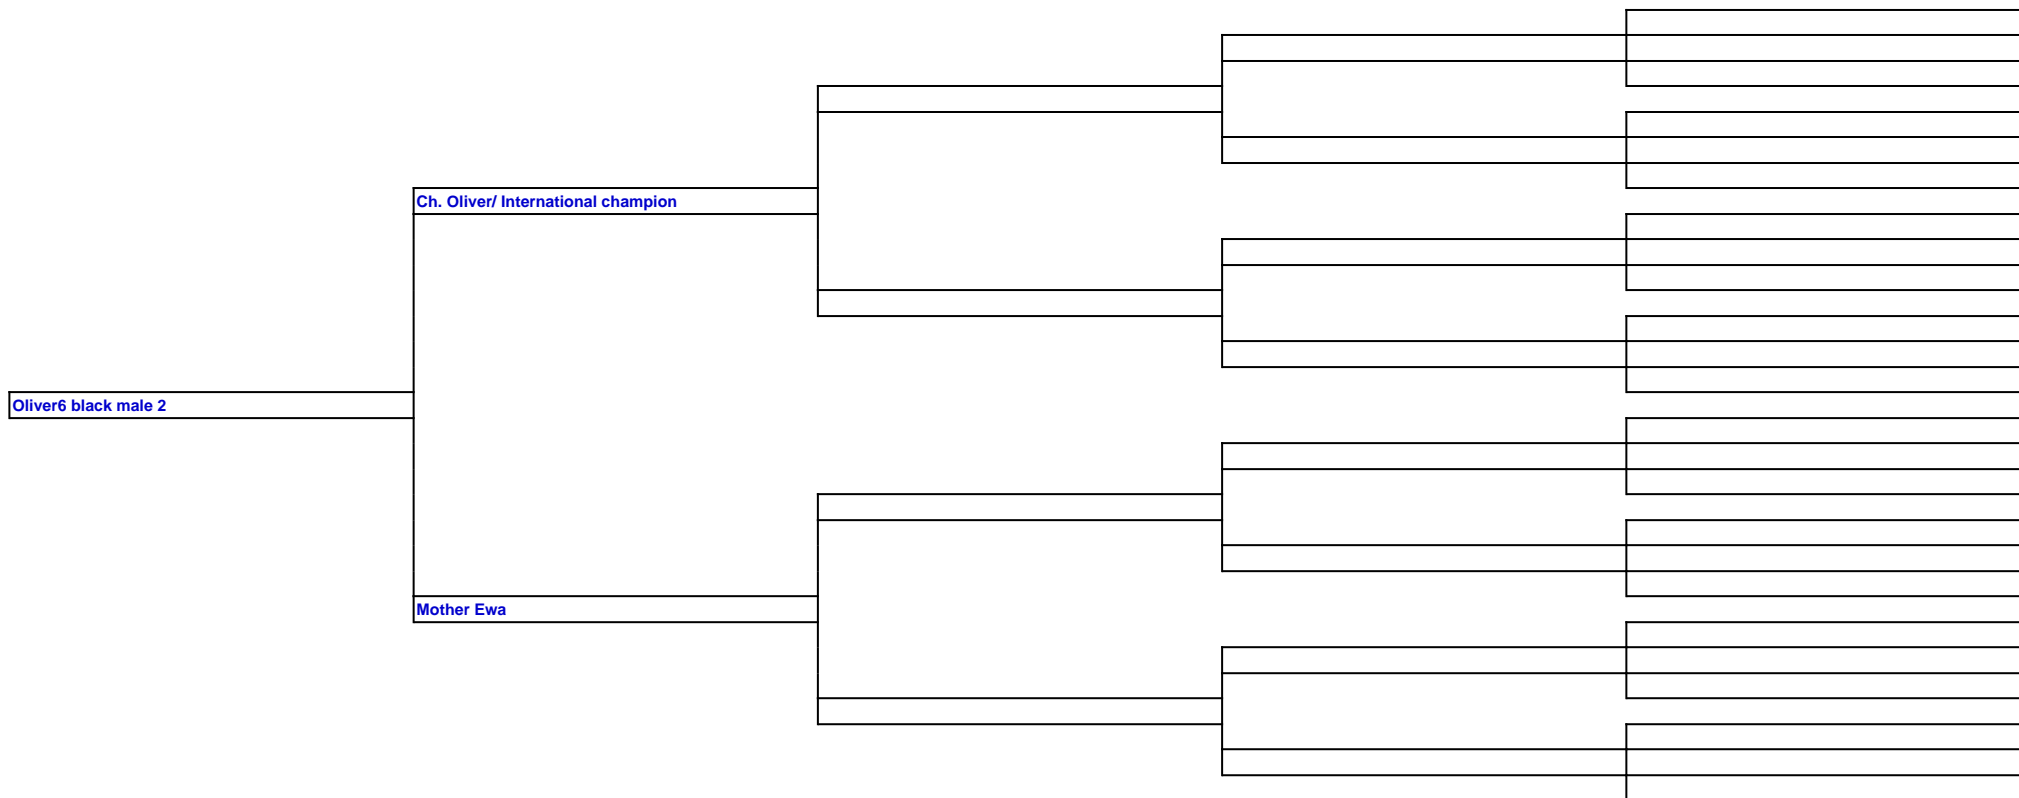 Ch. Oliver/ International champion
Oliver6 black male 2
Mother Ewa